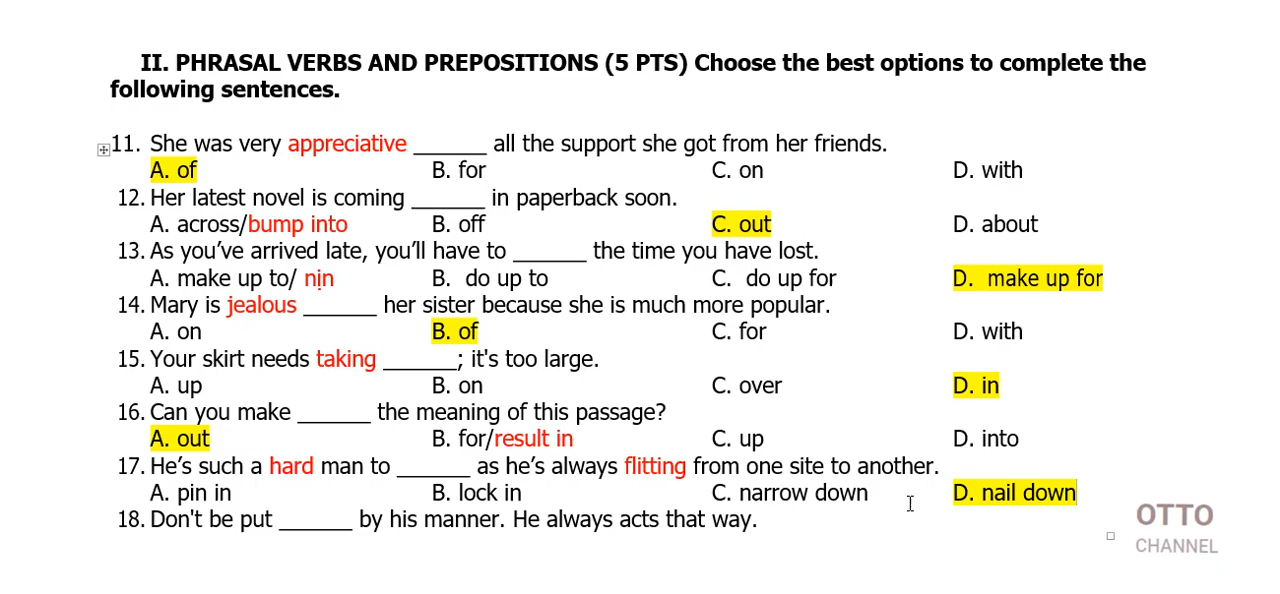 II. PHRASAL VERBS AND PREPOSITIONS (5 PTS) Choose the best options to complete the
following sentences.
11. She was very appreciative ______ all the support she got from her friends.
A. of B. for C. on D. with
12. Her latest novel is coming ______ in paperback soon.
A. across/bump into B. off C. out D. about
13. As you’ve arrived late, you’ll have to ______ the time you have lost.
A. make up to/ nịn B. do up to C. do up for D. make up for
14. Mary is jealous ______ her sister because she is much more popular.
A. on B. of C. for D. with
15. Your skirt needs taking ______; it's too large.
A. up B. on C. over D. in
16. Can you make ______ the meaning of this passage?
A. out B. for/result in C. up D. into
17. He’s such a hard man to ______ as he’s always flitting from one site to another.
A. pin in B. lock in C. narrow down D. nail down
18. Don't be put ______ by his manner. He always acts that way.
OTTO
CHANNEL